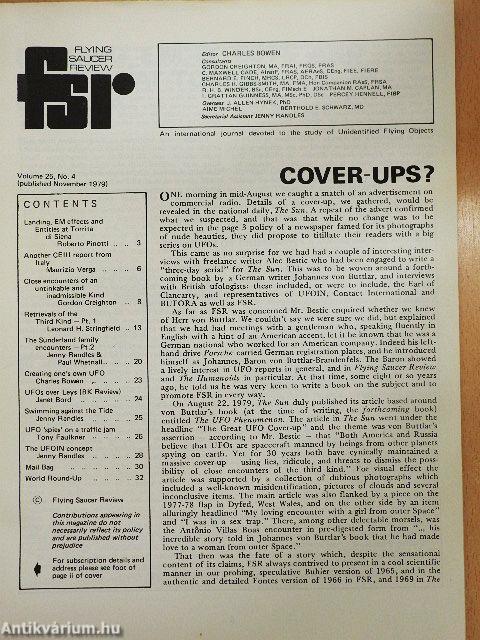 FLYING
SAUCER
REVIEW
fsr
Editor CHARLES BOWEN
Consultants
GORDON CREIGHTON, MA, FRAI, FRGS, FRAS
C. MAXWELL CADE, AInstP, FRAS, AFRAeS, CEng, FIEE, FIERE
BERNARD E. FINCH, MRCS, LRCP, DCh, FBIS
CHARLES H. GIBBS-SMITH, MA, FMA, Hon Companion RAeS, FRSA
R. H. B. WINDER, BSc, CEng, FIMechE JONATHAN M. CAPLAN, MA
I. GRATTAN GUINNESS, MA, MSc, PhD, DSc PERCEY HENNELL, FIBP
Overseas J. ALLEN HYNEK, PhD
AIME MICHEL BERTHOLD E. SCHWARZ, MD
Secretarial Assistant JENNY RANDLES
An international journal devoted to the study of Unidentified Flying Objects
Volume 25, No. 4
(published November 1979)
CONTENTS
Landing, EM effects and
Entities at Torrita
di Siena
Roberto Pinotti .... 3
Another CEIII report from
Italy
Maurizio Verga .... 6
Close encounters of an
unthinkable and
inadmissible Kind
Gordon Creighton ... 8
Retrievals of the
Third Kind — Pt. 1
Leonard H. Stringfield .. 13
The Sunderland family
encounters — Pt.2
Jenny Randles &
Paul Whetnall..... 20
Creating one's own UFO
Charles Bowen .... 23
UFOs over Leys (BK Review)
Janet Bord ..... 24
Swimming against the Tide
Jenny Randles .... 25
UFO 'spies' on a traffic jam
Tony Faulkner .... 26
The UFOIN concept
Jenny Randles .... 28
Mail Bag ......... 30
World Round-Up ...... 32
© Flying Saucer Review
Contributions appearing in
this magazine do not
necessarily reflect its policy
and are published without
prejudice
For subscription details and
address please see foot of
page ii of cover
COVER-UPS?
ONE morning in mid-August we caught a snatch of an advertisement on
commercial radio. Details of a cover-up, we gathered, would be
revealed in the national daily, The Sun. A repeat of the advert confirmed
what we suspected, and that was that while no change was to be
expected in the page 3 policy of a newspaper famed for its photographs
of nude beauties, they did propose to titillate their readers with a big
series on UFOs.
This came as no surprise for we had had a couple of interesting inter-
views with freelance writer Alec Bestic who had been engaged to write a
"three-day serial" for The Sun. This was to be woven around a forth-
coming book by a German writer Johannes von Buttlar, and interviews
with British ufologists: these included, or were to include, the Earl of
Clancarty, and representatives of UFOIN, Contact International and
BUFORA as well as FSR.
As far as FSR was concerned Mr. Bestic enquired whether we knew
of Herr von Buttlar. We couldn't say we were sure we did, but explained
that we had had meetings with a gentleman who, speaking fluently in
English with a hint of an American accent, let it be known that he was a
German national who worked for an American company. Indeed his left-
hand drive Porsche carried German registration plates, and he introduced
himself as Johannes, Baron von Buttlar-Brandenfels. The Baron showed
a lively interest in UFO reports in general, and in Flying Saucer Review
and The Humanoids in particular. At that time, some eight or so years
ago, he told us he was very keen to write a book on the subject and to
promote FSR in every way.
On August 22, 1979, The Sun duly published its article based around
von Buttlar's book (at the time of writing, the forthcoming book)
entitled The UFO Phenomenon. The article in The Sun went under the
headline "The Great UFO Cover-up" and the theme was von Buttlar's
assertion — according to Mr. Bestic — that "Both America and Russia
believe that UFOs are spacecraft manned by beings from other planets
spying on earth. Yet for 30 years both have cynically maintained a
massive cover-up — using lies, ridicule, and threats to dismiss the poss-
ibility of close encounters of the third kind." For visual effect the
article was supported by a collection of dubious photographs which
included a well-known misidentification, pictures of clouds and several
inconclusive items. The main article was also flanked by a piece on the
1977-78 flap in Dyfed, West Wales, and on the other side by an item
alluringly headlined "My loving encounter with a girl from outer Space"
and "I was in a sex trap." There, among other delectable morsels, was
the Antônio Villas Boas encounter in pre-digested form from "... his
incredible story told in Johannes von Buttlar's book that he had made
love to a woman from outer Space."
That then was the fate of a story which, despite the sensational
content of its claims, FSR always contrived to present in a cool scientific
manner in our probing, speculative Buhler version of 1965, and in the
authentic and detailed Fontes version of 1966 in FSR, and 1969 in The
Antikvárium.hu